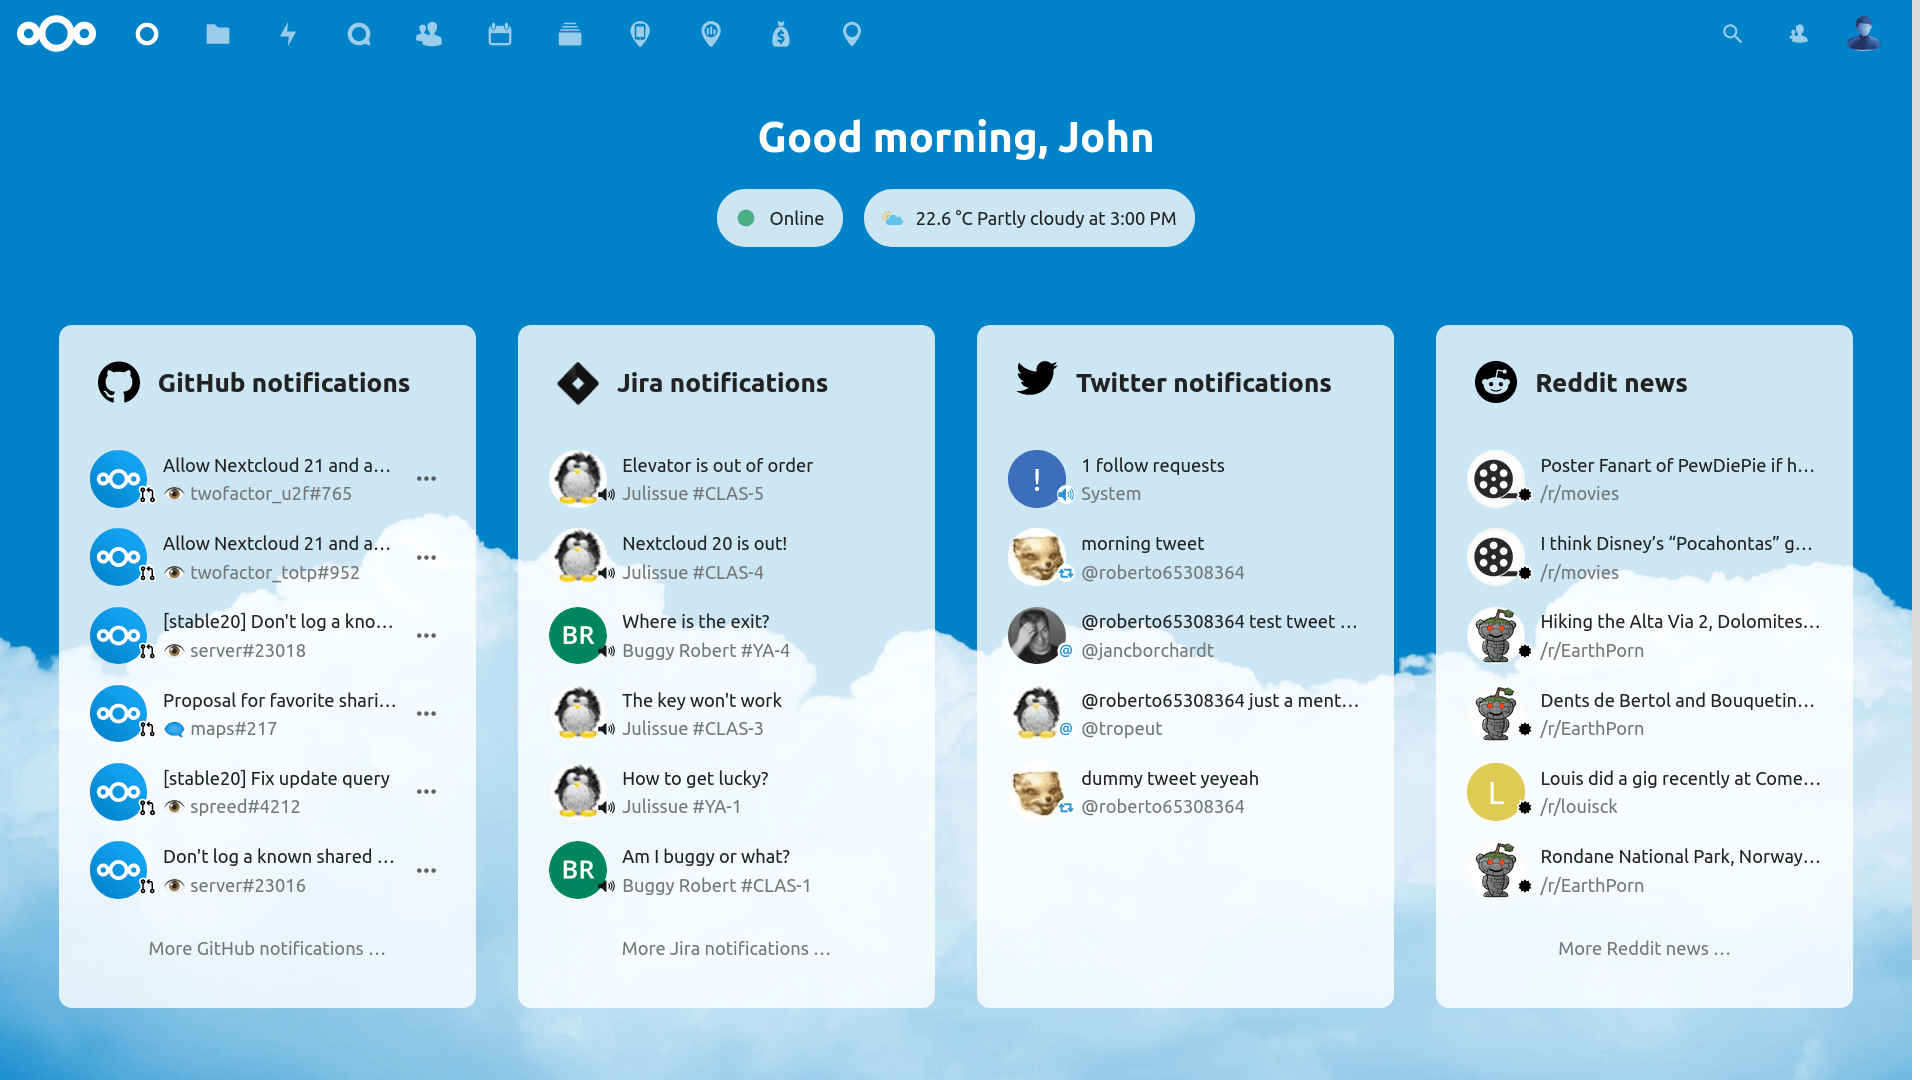 Good morning, John
Online
22.6 °C Partly cloudy at 3:00 PM
GitHub notifications
Allow Nextcloud 21 and a…
twofactor_u2f#765
Allow Nextcloud 21 and a…
twofactor_totp#952
[stable20] Don't log a kno…
server#23018
Proposal for favorite shari…
maps#217
[stable20] Fix update query
spreed#4212
Don't log a known shared …
server#23016
More GitHub notifications …
Jira notifications
Elevator is out of order
Julissue #CLAS-5
Nextcloud 20 is out!
Julissue #CLAS-4
BR
Where is the exit?
Buggy Robert #YA-4
The key won't work
Julissue #CLAS-3
How to get lucky?
Julissue #YA-1
BR
Am I buggy or what?
Buggy Robert #CLAS-1
More Jira notifications …
Twitter notifications
!
1 follow requests
System
morning tweet
@roberto65308364
@roberto65308364 test tweet …
@
@jancborchardt
@roberto65308364 just a ment…
@
@tropeut
dummy tweet yeyeah
@roberto65308364
Reddit news
Poster Fanart of PewDiePie if h…
/r/movies
I think Disney’s “Pocahontas” g…
/r/movies
Hiking the Alta Via 2, Dolomites…
/r/EarthPorn
Dents de Bertol and Bouquetin…
/r/EarthPorn
L
Louis did a gig recently at Come…
/r/louisck
Rondane National Park, Norway…
/r/EarthPorn
More Reddit news …